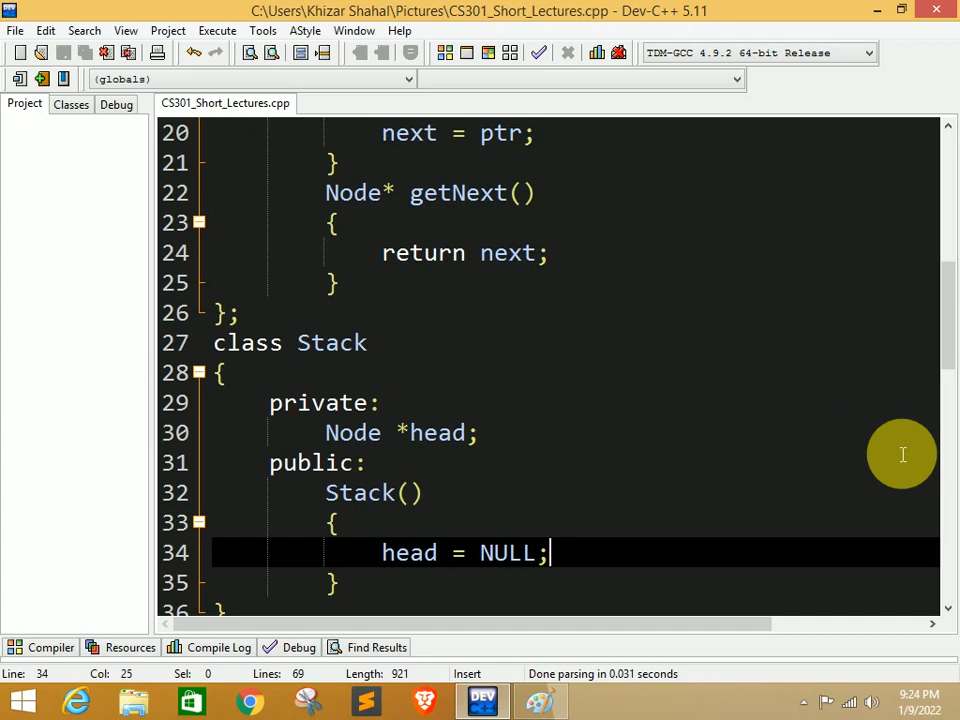 C:\Users\Khizar Shahal\Pictures\CS301_Short_Lectures.cpp - Dev-C++ 5.11
File Edit Search View Project Execute Tools AStyle Window Help
TDM-GCC 4.9.2 64-bit Release
(globals)
Project Classes Debug CS301_Short_Lectures.cpp
20 next = ptr;
21 }
22 Node* getNext()
23 {
24 return next;
25 }
26 };
27 class Stack
28 {
29 private:
30 Node *head;
31 public:
32 Stack()
33 {
34 head = NULL;
35 }
36 }
Compiler Resources Compile Log Debug Find Results
Line: 34 Col: 25 Sel: 0 Lines: 69 Length: 921 Insert Done parsing in 0.031 seconds
DEV
9:24 PM
1/9/2022